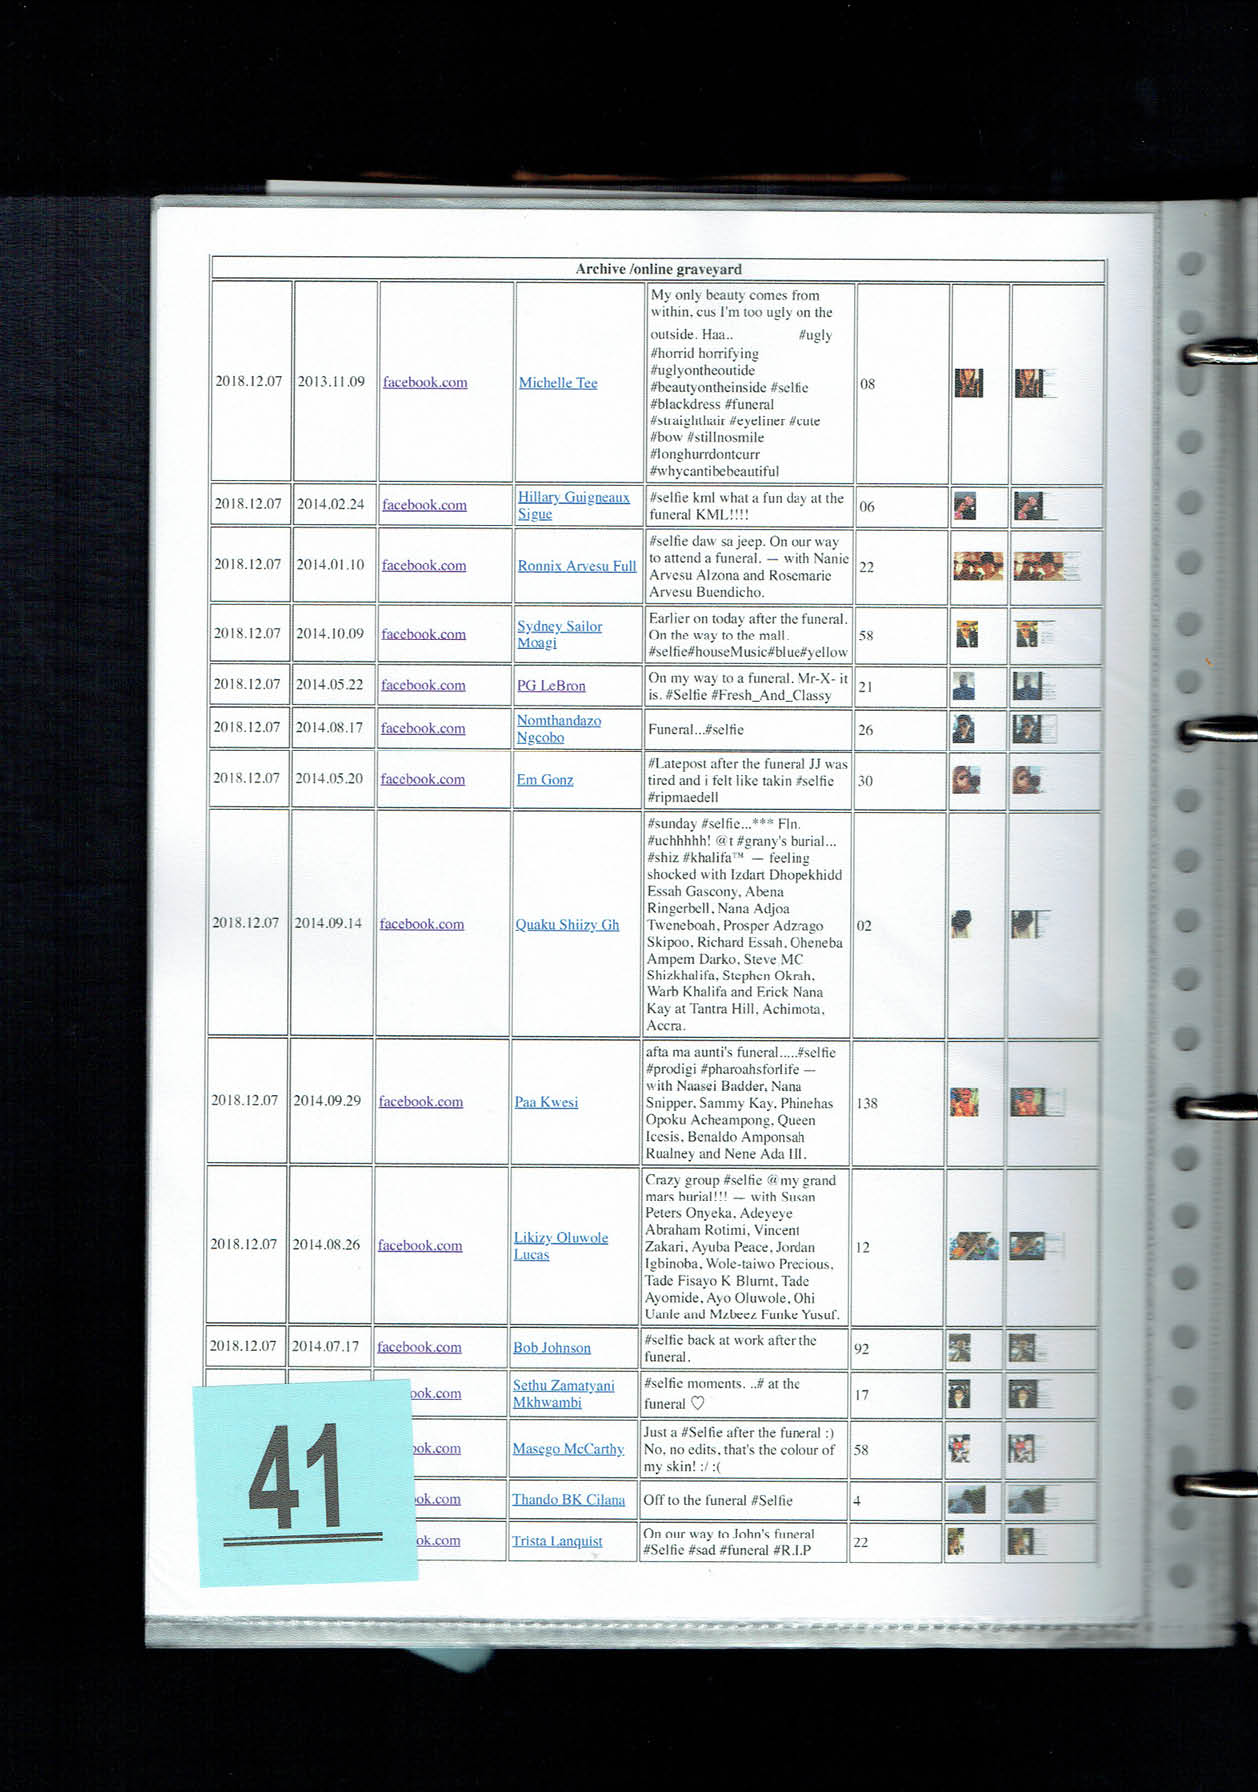 Archive /online graveyard
2018.12.07 2013.11.09 facebook.com Michelle Tee My only beauty comes from
within, cus I'm too ugly on the
outside. Haa.. #ugly
#horrid horrifying
#uglyontheoutide
#beautyontheinside #selfie
#blackdress #funeral
#straighthair #eyeliner #cute
#bow #stillnosmile
#longhurrdontcurr
#whycantibebeautiful
08
2018.12.07 2014.02.24 facebook.com Hillary Guigneaux
Sigue
#selfie kml what a fun day at the
funeral KML!!!!
06
2018.12.07 2014.01.10 facebook.com Ronnix Arvesu Full
#selfie daw sa jeep. On our way
to attend a funeral. — with Nanie
Arvesu Alzona and Rosemarie
Arvesu Buendicho.
22
2018.12.07 2014.10.09 facebook.com Sydney Sailor
Moagi
Earlier on today after the funeral.
On the way to the mall.
#selfie#houseMusic#blue#yellow
58
2018.12.07 2014.05.22 facebook.com PG LeBron
On my way to a funeral. Mr-X- it
is. #Selfie #Fresh_And_Classy
21
2018.12.07 2014.08.17 facebook.com Nomthandazo
Ngcobo
Funeral...#selfie
26
2018.12.07 2014.05.20 facebook.com Em Gonz
#Latepost after the funeral JJ was
tired and i felt like takin #selfie
#ripmaedell
30
2018.12.07 2014.09.14 facebook.com Quaku Shiizy Gh
#sunday #selfie...*** Fln.
#uchhhhh! @t #grany's burial...
#shiz #khalifa™ — feeling
shocked with Izdart Dhopekhidd
Essah Gascony, Abena
Ringerbell, Nana Adjoa
Tweneboah, Prosper Adzrago
Skipoo, Richard Essah, Oheneba
Ampem Darko, Steve MC
Shizkhalifa, Stephen Okrah,
Warb Khalifa and Erick Nana
Kay at Tantra Hill, Achimota,
Accra.
02
2018.12.07 2014.09.29 facebook.com Paa Kwesi
afta ma aunti's funeral.....#selfie
#prodigi #pharoahsforlife —
with Naasei Badder, Nana
Snipper, Sammy Kay, Phinehas
Opoku Acheampong, Queen
Icesis, Benaldo Amponsah
Rualney and Nene Ada III.
138
2018.12.07 2014.08.26 facebook.com Likizy Oluwole
Lucas
Crazy group #selfie @my grand
mars burial!!! — with Susan
Peters Onyeka, Adeyeye
Abraham Rotimi, Vincent
Zakari, Ayuba Peace, Jordan
Igbinoba, Wole-taiwo Precious,
Tade Fisayo K Blumt, Tade
Ayomide, Ayo Oluwole, Ohi
Uanle and Mzbeez Funke Yusuf.
12
2018.12.07 2014.07.17 facebook.com Bob Johnson
#selfie back at work after the
funeral.
92
ook.com Sethu Zamatyani
Mkhwambi
#selfie moments. ..# at the
funeral ♡
17
ook.com Masego McCarthy
Just a #Selfie after the funeral :)
No, no edits, that's the colour of
my skin! :/ :(
58
ook.com Thando BK Cilana
Off to the funeral #Selfie
4
ook.com Trista Lanquist
On our way to John's funeral
#Selfie #sad #funeral #R.I.P
22
41